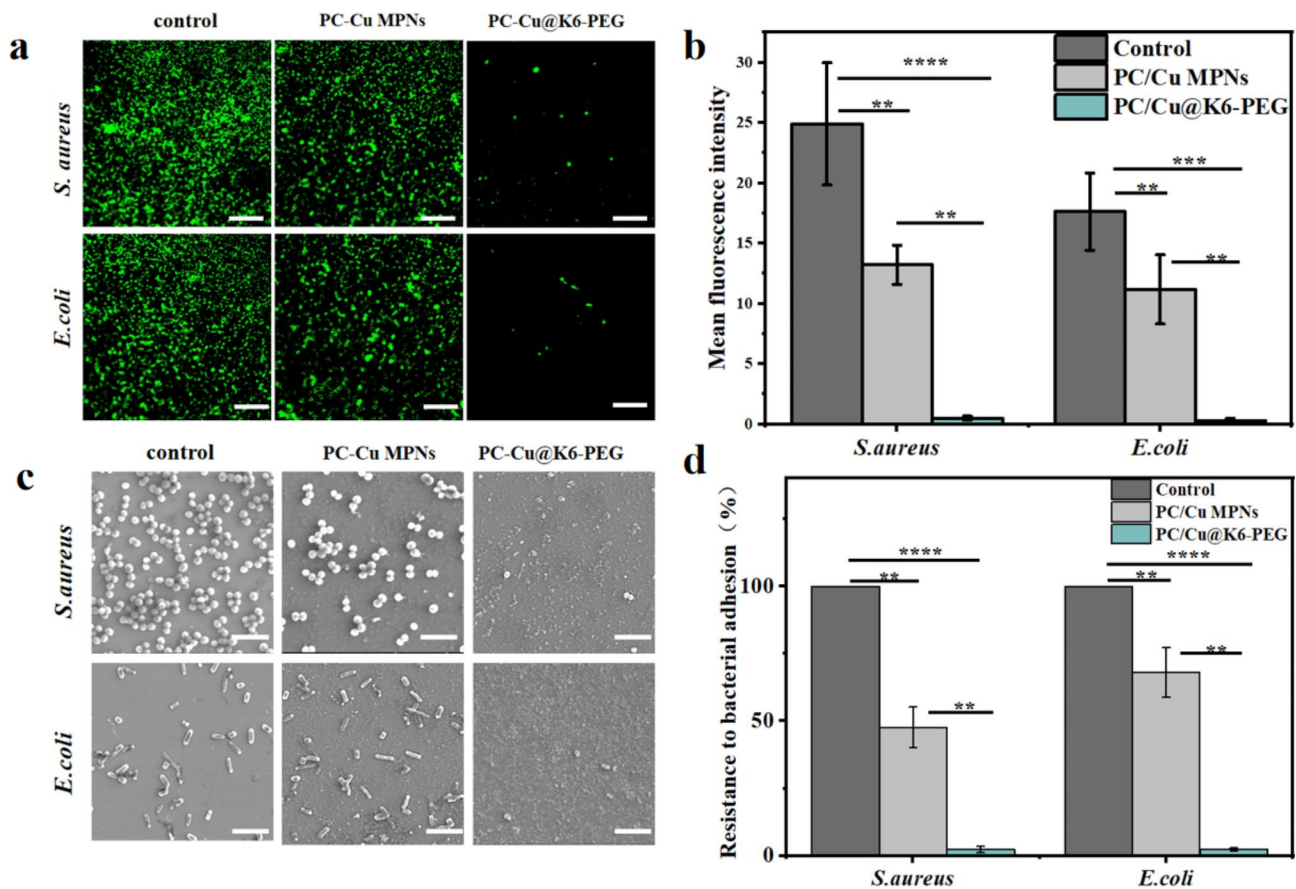 a
control PC-Cu MPNs PC-Cu@K6-PEG
S. aureus
E.coli
b
Mean fluorescence intensity
30
25
20
15
10
5
0
Control
PC/Cu MPNs
PC/Cu@K6-PEG
****
**
**
***
**
**
S.aureus E.coli
c
control PC-Cu MPNs PC-Cu@K6-PEG
S.aureus
E.coli
d
Resistance to bacterial adhesion (%)
100
50
0
Control
PC/Cu MPNs
PC/Cu@K6-PEG
****
**
**
****
**
**
S.aureus E.coli